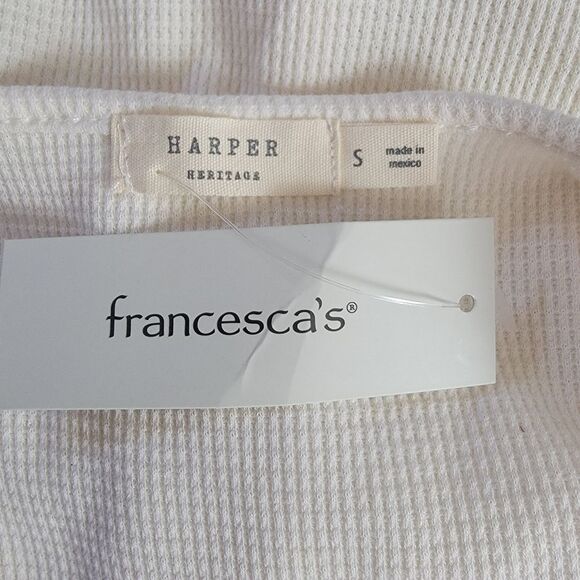 HARPER
HERITAGE
S
made in
mexico
francesca's®